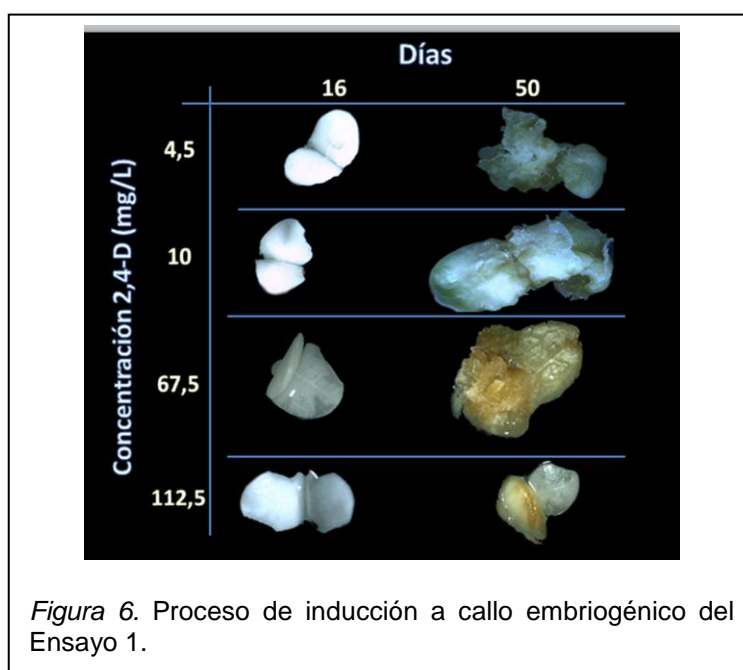 Días
16 50
Concentración 2,4-D (mg/L)
4,5
10
67,5
112,5
Figura 6. Proceso de inducción a callo embriogénico del
Ensayo 1.